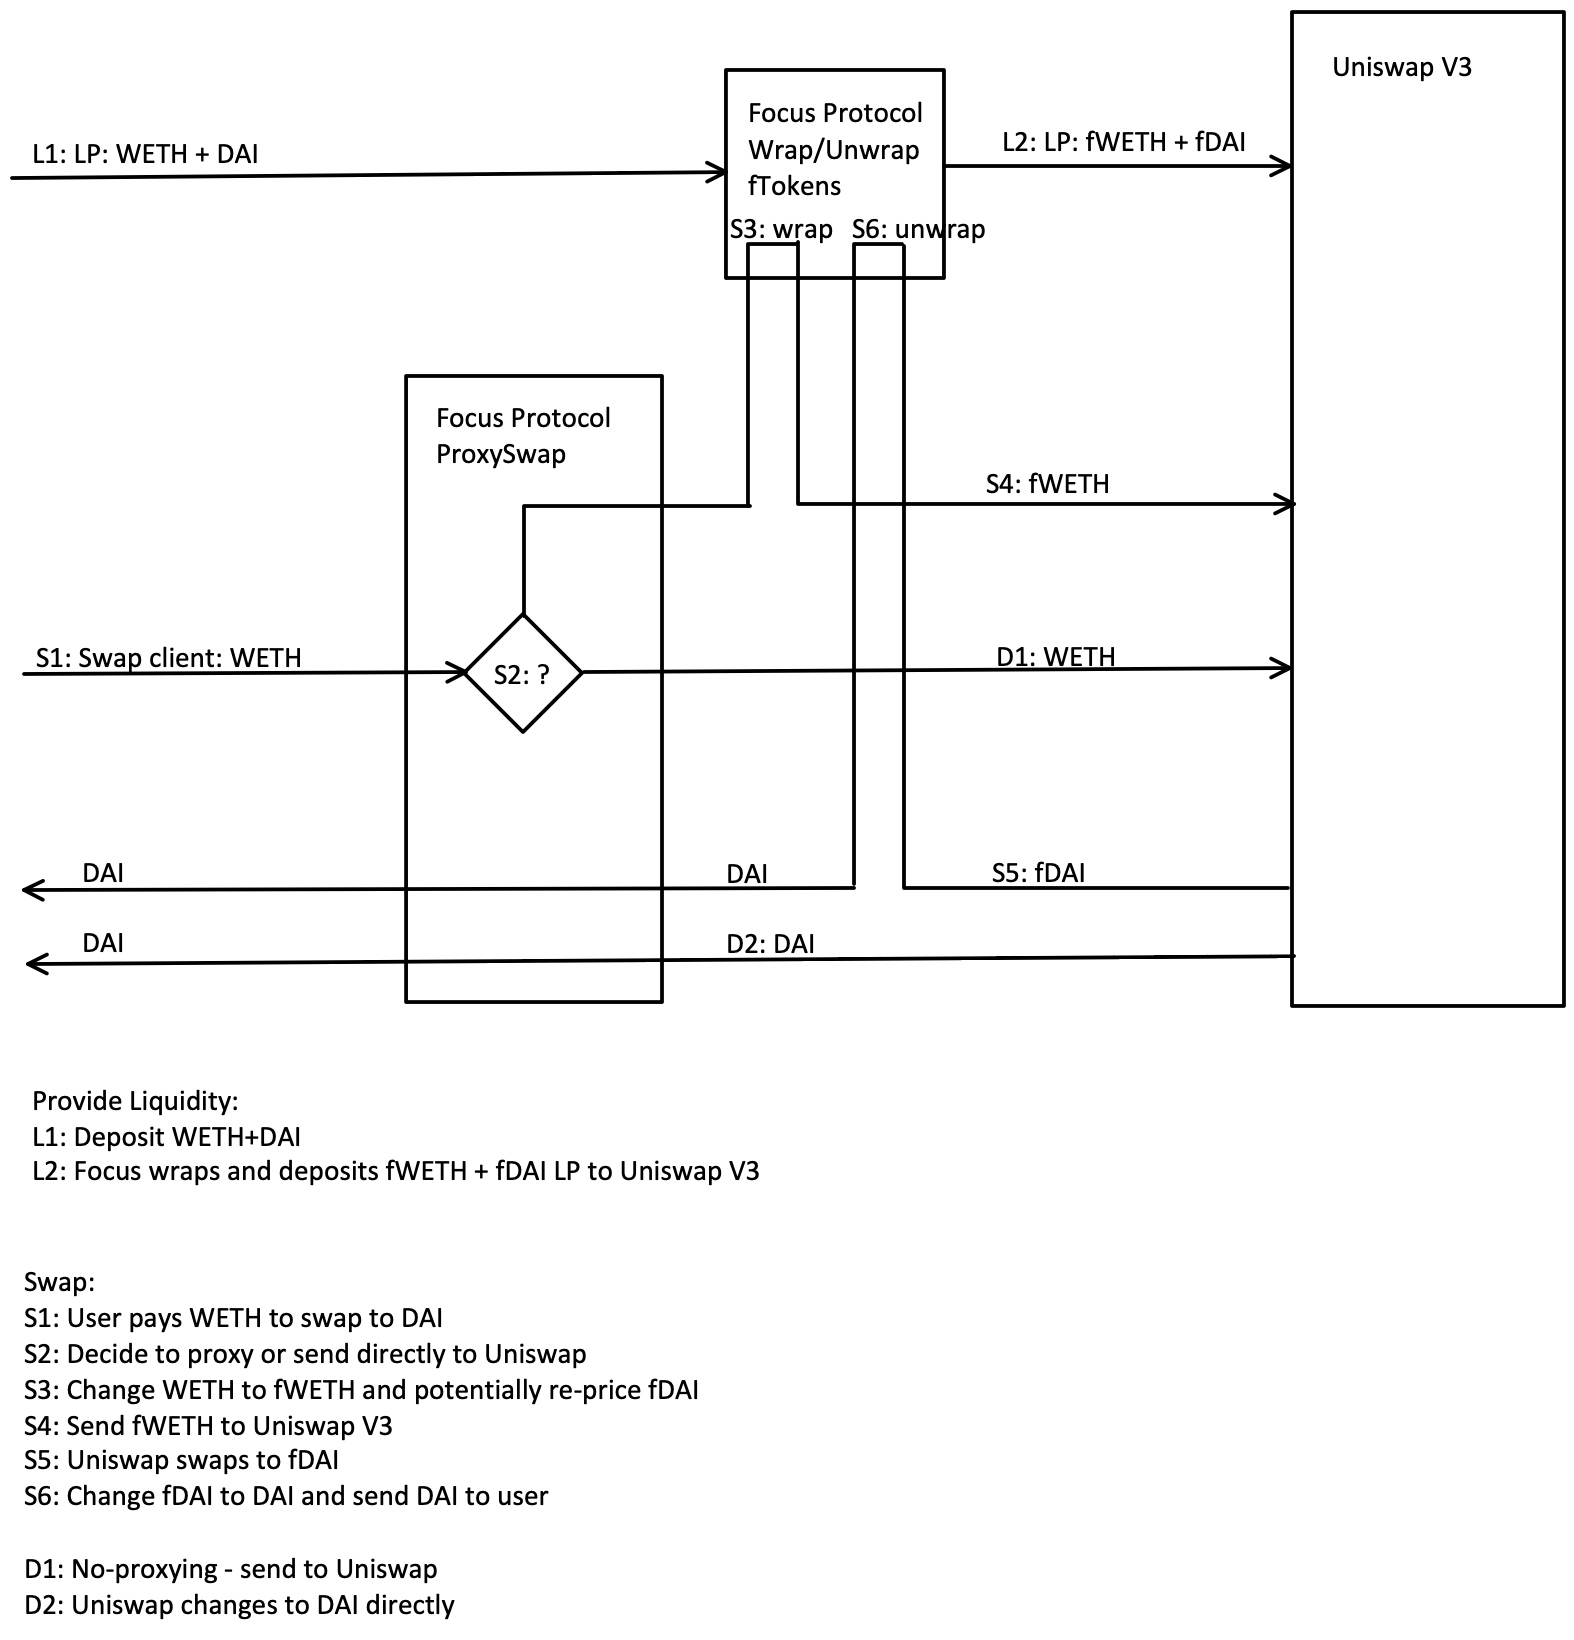 Uniswap V3
Focus Protocol
Wrap/Unwrap
fTokens
L1: LP: WETH + DAI
L2: LP: fWETH + fDAI
S3: wrap
S6: unwrap
Focus Protocol
ProxySwap
S4: fWETH
S1: Swap client: WETH
S2: ?
D1: WETH
DAI
DAI
S5: fDAI
DAI
D2: DAI
Provide Liquidity:
L1: Deposit WETH+DAI
L2: Focus wraps and deposits fWETH + fDAI LP to Uniswap V3
Swap:
S1: User pays WETH to swap to DAI
S2: Decide to proxy or send directly to Uniswap
S3: Change WETH to fWETH and potentially re-price fDAI
S4: Send fWETH to Uniswap V3
S5: Uniswap swaps to fDAI
S6: Change fDAI to DAI and send DAI to user
D1: No-proxying - send to Uniswap
D2: Uniswap changes to DAI directly